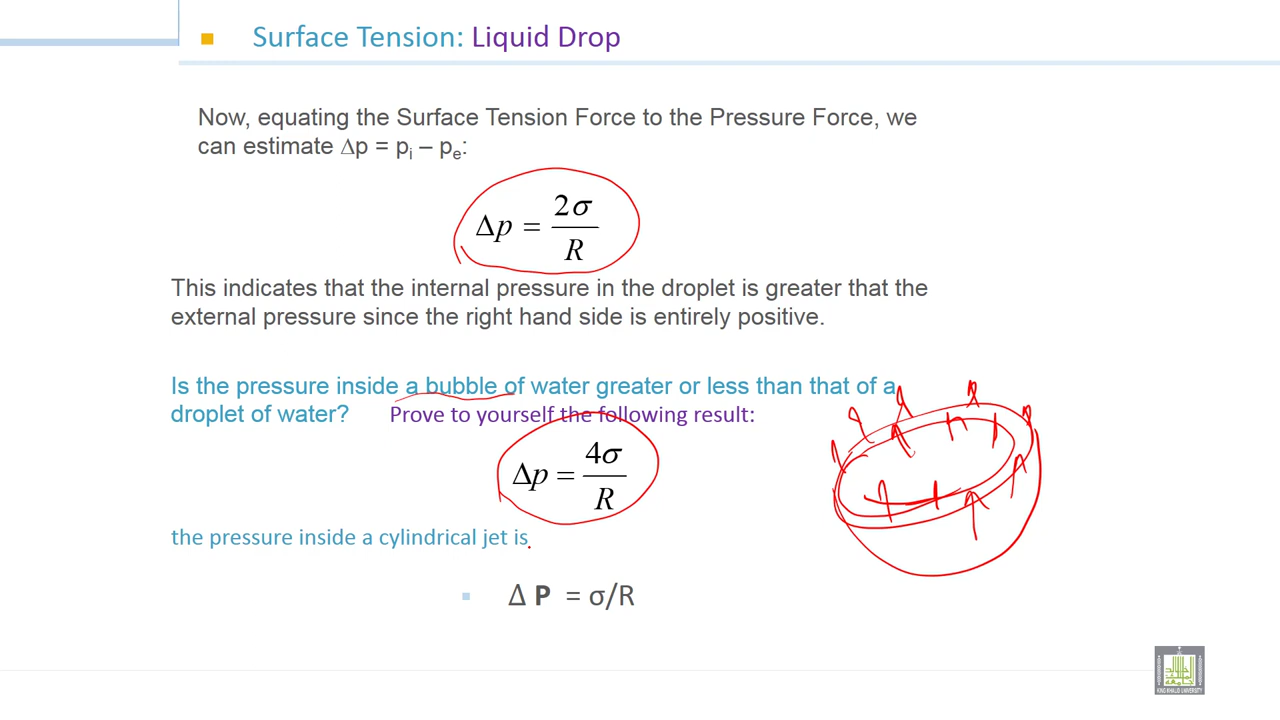 Surface Tension: Liquid Drop
Now, equating the Surface Tension Force to the Pressure Force, we
can estimate Δp = pᵢ – pₑ:
Δp = 2σ / R
This indicates that the internal pressure in the droplet is greater that the
external pressure since the right hand side is entirely positive.
Is the pressure inside a bubble of water greater or less than that of a
droplet of water? Prove to yourself the following result:
Δp = 4σ / R
the pressure inside a cylindrical jet is
Δ P = σ/R
KING KHALID UNIVERSITY